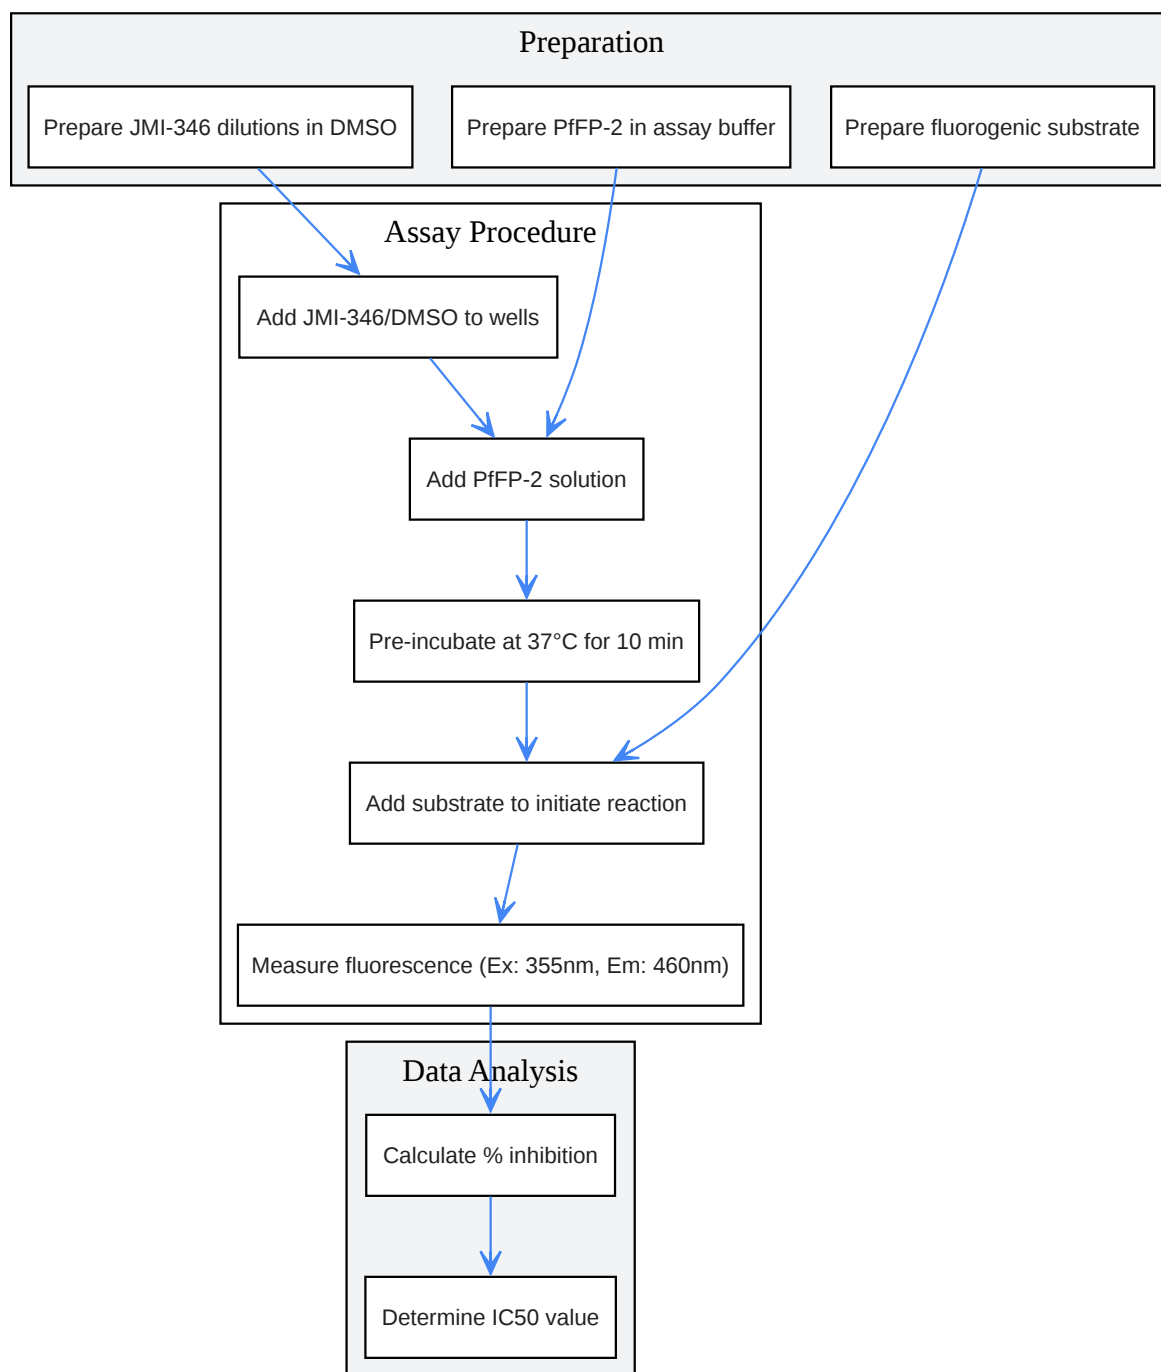 Preparation
Prepare JMI-346 dilutions in DMSO
Prepare PfFP-2 in assay buffer
Prepare fluorogenic substrate
Assay Procedure
Add JMI-346/DMSO to wells
Add PfFP-2 solution
Pre-incubate at 37°C for 10 min
Add substrate to initiate reaction
Measure fluorescence (Ex: 355nm, Em: 460nm)
Data Analysis
Calculate % inhibition
Determine IC50 value